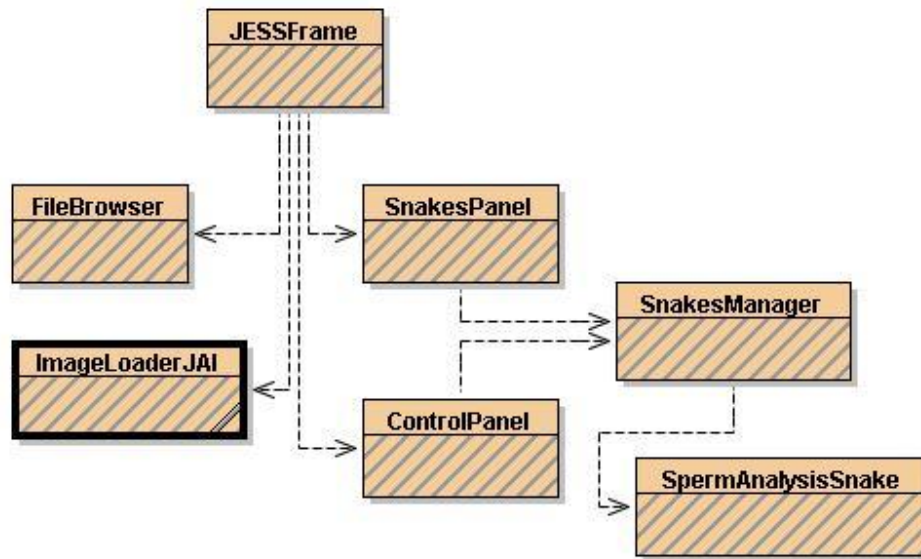 JESSFrame
FileBrowser
SnakesPanel
SnakesManager
ImageLoaderJAI
ControlPanel
SpermAnalysisSnake